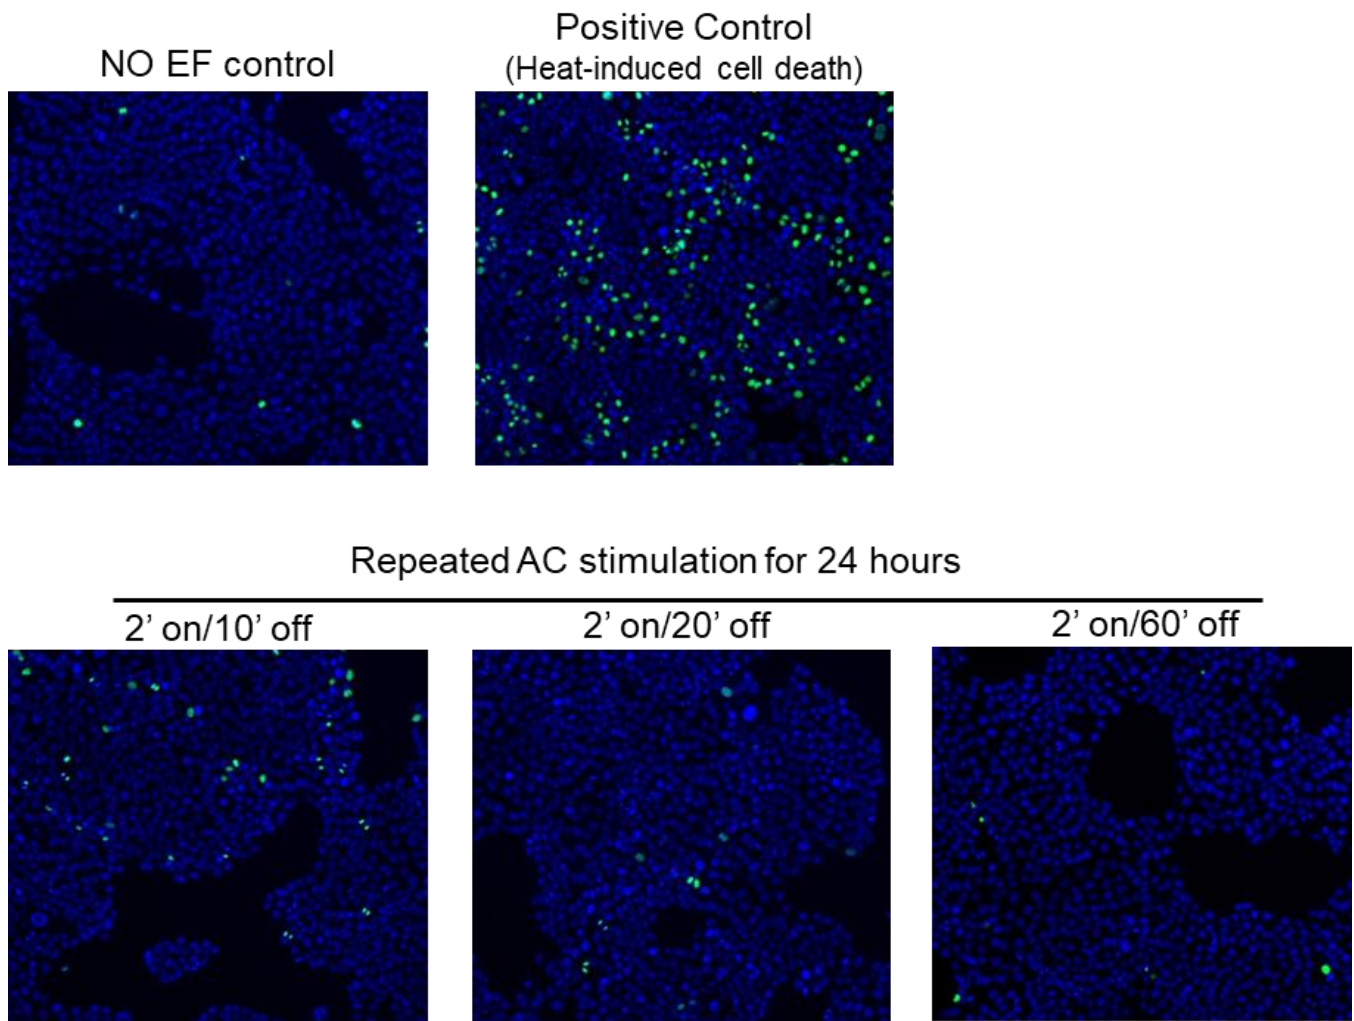 NO EF control
Positive Control
(Heat-induced cell death)
Repeated AC stimulation for 24 hours
2’ on/10’ off
2’ on/20’ off
2’ on/60’ off